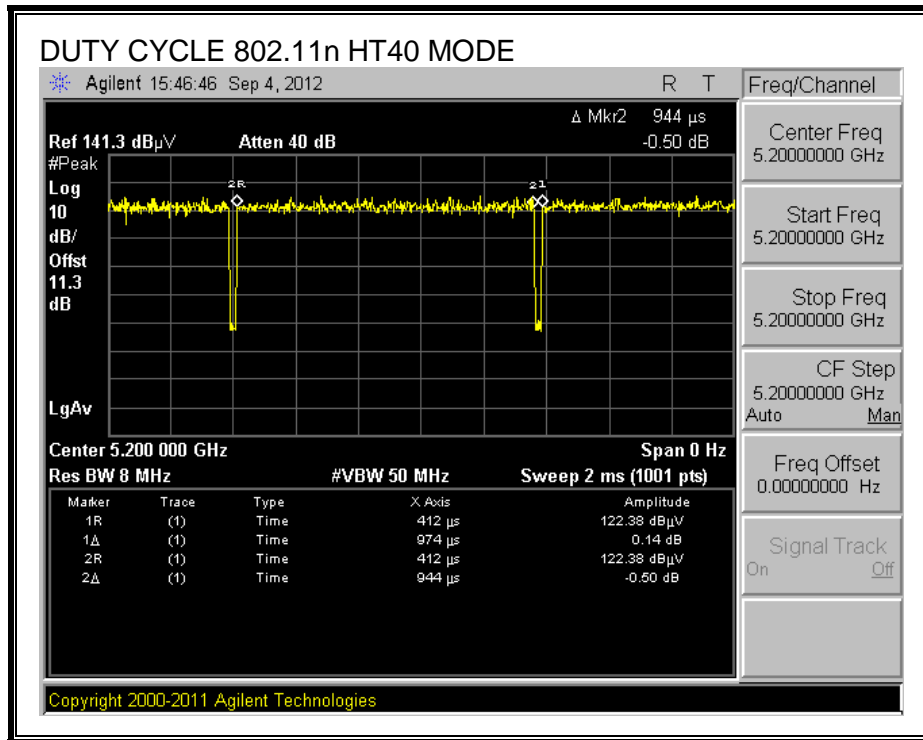 DUTY CYCLE 802.11n HT40 MODE
Agilent 15:46:46 Sep 4, 2012 R T
Δ Mkr2 944 µs
Ref 141.3 dBµV Atten 40 dB -0.50 dB
#Peak
Log
10
dB/
Offst
11.3
dB
2R
2 1
LgAv
Center 5.200 000 GHz Span 0 Hz
Res BW 8 MHz #VBW 50 MHz Sweep 2 ms (1001 pts)
Marker Trace Type X Axis Amplitude
1R (1) Time 412 µs 122.38 dBµV
1Δ (1) Time 974 µs 0.14 dB
2R (1) Time 412 µs 122.38 dBµV
2Δ (1) Time 944 µs -0.50 dB
Copyright 2000-2011 Agilent Technologies
Freq/Channel
Center Freq
5.20000000 GHz
Start Freq
5.20000000 GHz
Stop Freq
5.20000000 GHz
CF Step
5.20000000 GHz
Auto Man
Freq Offset
0.00000000 Hz
Signal Track
On Off